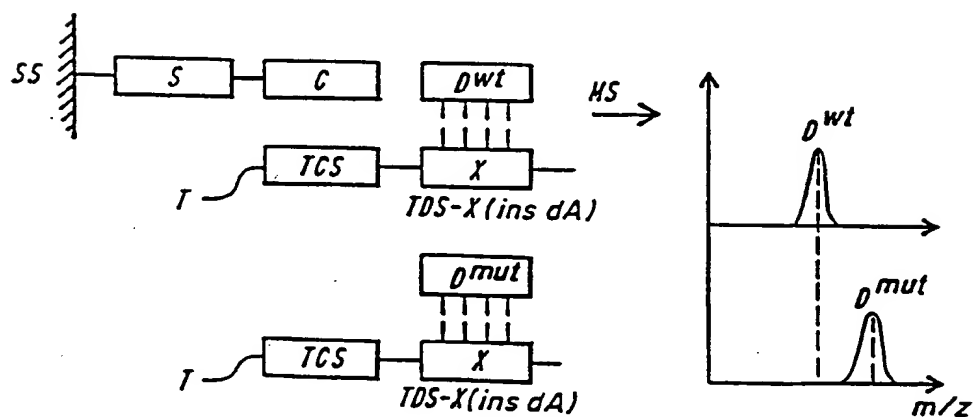 SS
S
C
D^wt
MS
TCS
X
T
TDS-X(ins dA)
D^mut
TCS
X
T
TDS-X(ins dA)
D^wt
D^mut
m/z